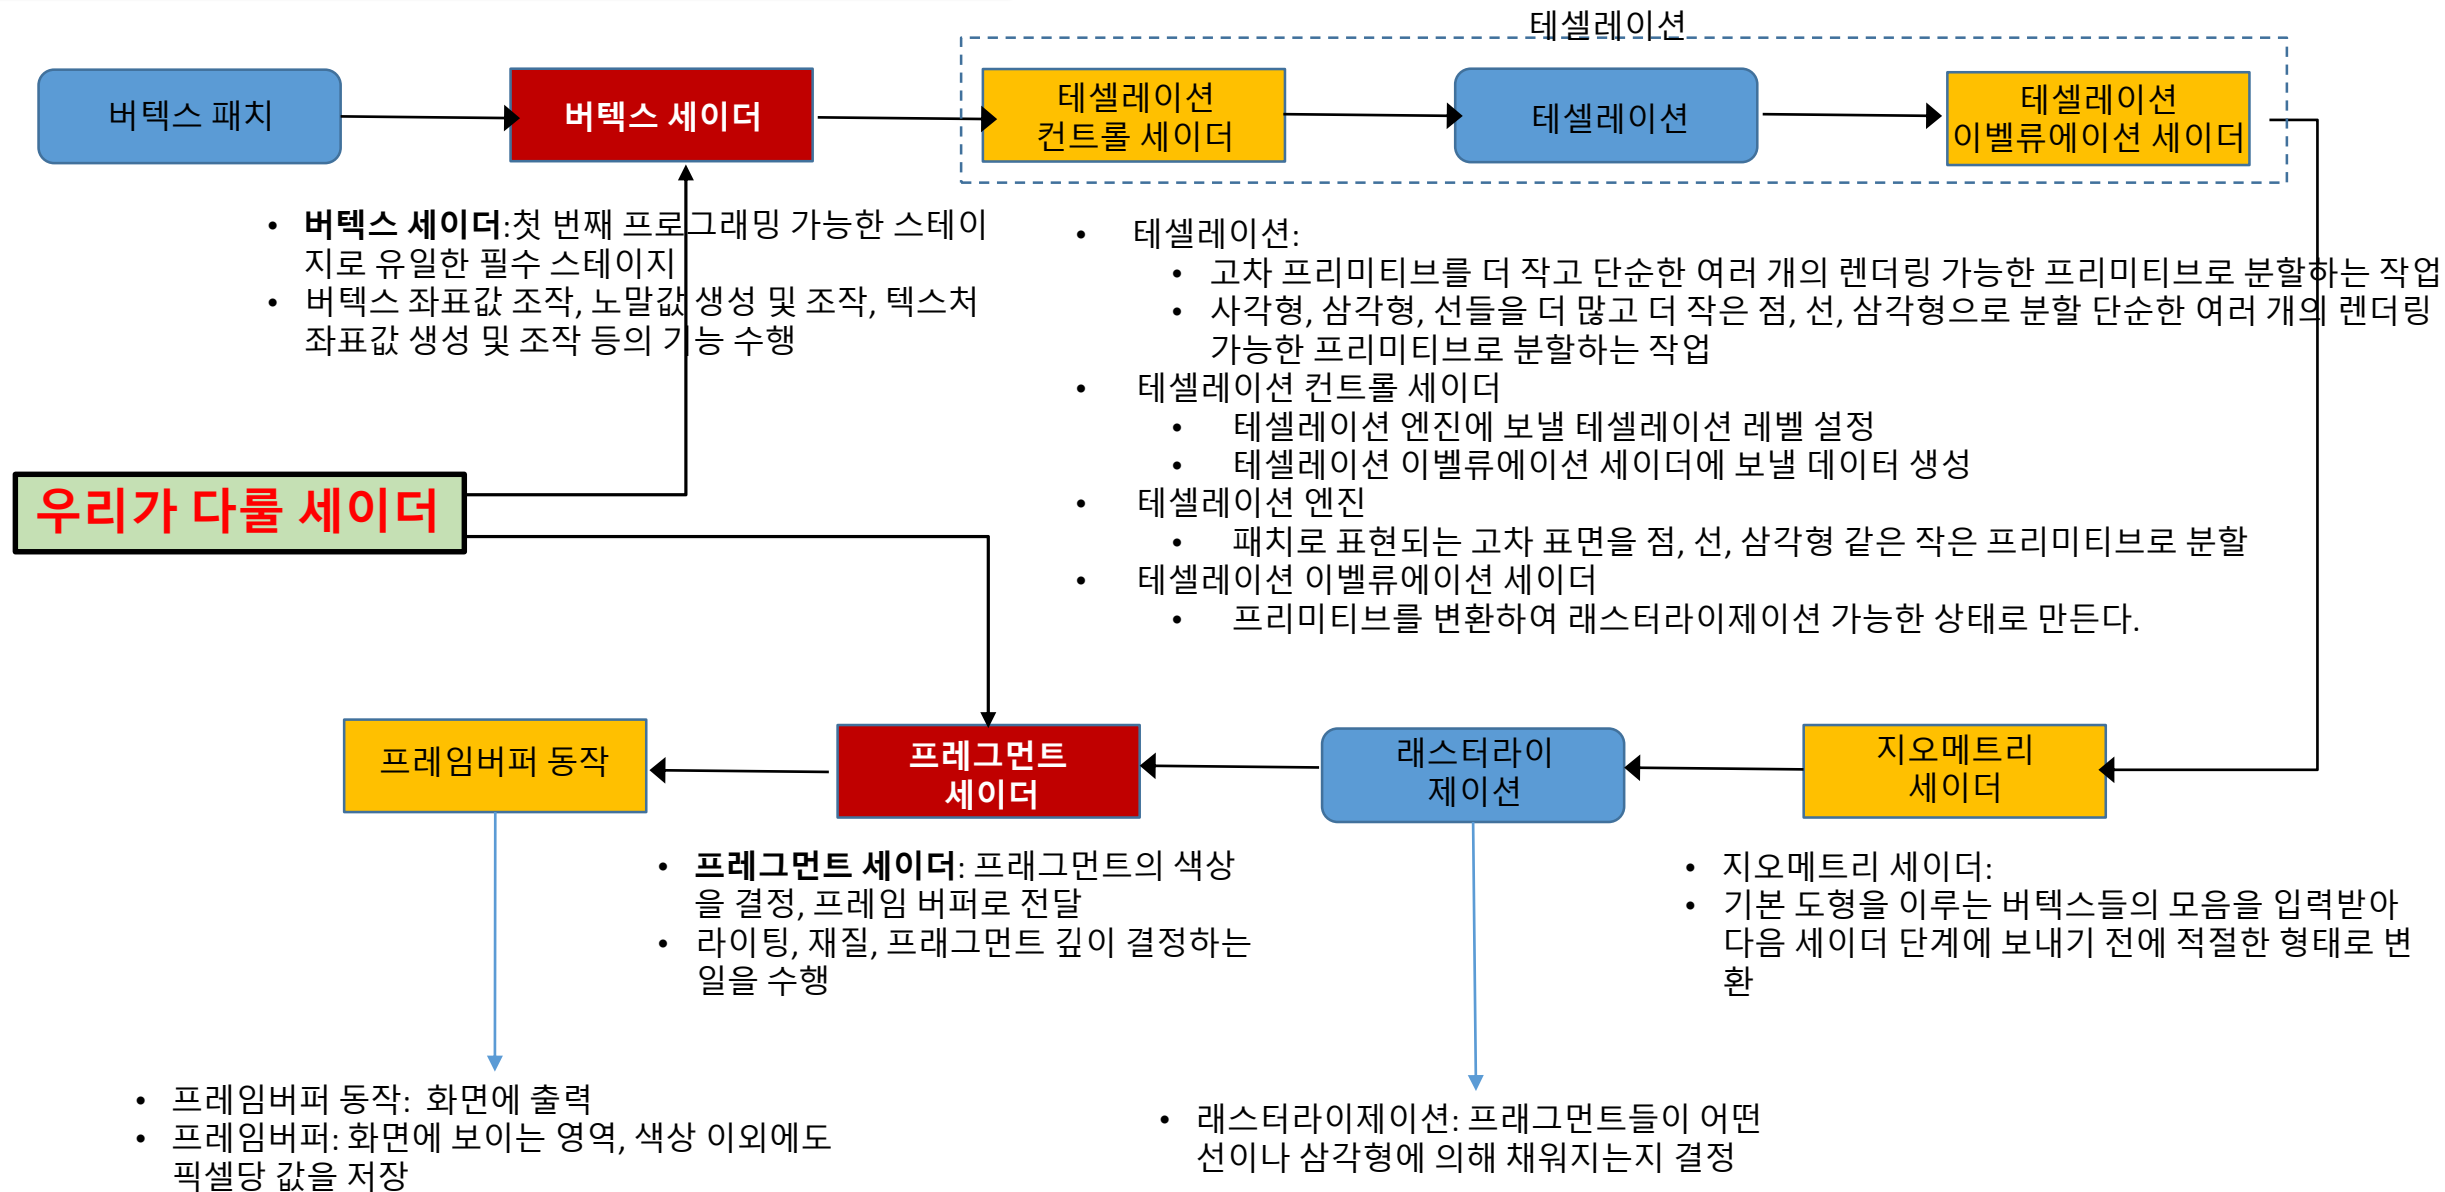 테셀레이션
버텍스 패치
버텍스 세이더
테셀레이션
컨트롤 세이더
테셀레이션
테셀레이션
이벨류에이션 세이더
• 버텍스 세이더:첫 번째 프로그래밍 가능한 스테이
지로 유일한 필수 스테이지
• 버텍스 좌표값 조작, 노말값 생성 및 조작, 텍스처
좌표값 생성 및 조작 등의 기능 수행
• 테셀레이션:
• 고차 프리미티브를 더 작고 단순한 여러 개의 렌더링 가능한 프리미티브로 분할하는 작업
• 사각형, 삼각형, 선들을 더 많고 더 작은 점, 선, 삼각형으로 분할 단순한 여러 개의 렌더링
가능한 프리미티브로 분할하는 작업
• 테셀레이션 컨트롤 세이더
• 테셀레이션 엔진에 보낼 테셀레이션 레벨 설정
• 테셀레이션 이벨류에이션 세이더에 보낼 데이터 생성
• 테셀레이션 엔진
• 패치로 표현되는 고차 표면을 점, 선, 삼각형 같은 작은 프리미티브로 분할
• 테셀레이션 이벨류에이션 세이더
• 프리미티브를 변환하여 래스터라이제이션 가능한 상태로 만든다.
우리가 다룰 세이더
프레임버퍼 동작
프레그먼트
세이더
래스터라이
제이션
지오메트리
세이더
• 프레그먼트 세이더: 프래그먼트의 색상
을 결정, 프레임 버퍼로 전달
• 라이팅, 재질, 프래그먼트 깊이 결정하는
일을 수행
• 지오메트리 세이더:
• 기본 도형을 이루는 버텍스들의 모음을 입력받아
다음 세이더 단계에 보내기 전에 적절한 형태로 변
환
• 프레임버퍼 동작: 화면에 출력
• 프레임버퍼: 화면에 보이는 영역, 색상 이외에도
픽셀당 값을 저장
• 래스터라이제이션: 프래그먼트들이 어떤
선이나 삼각형에 의해 채워지는지 결정